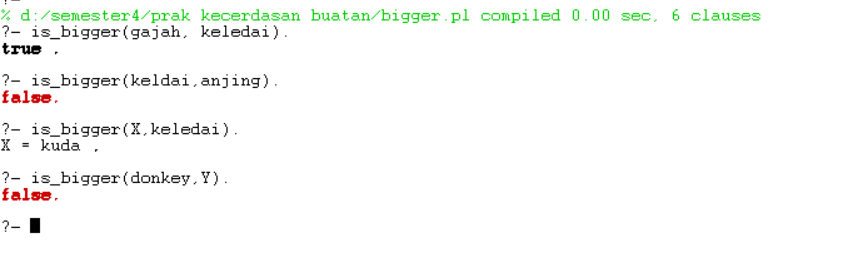 % d:/semester4/prak kecerdasan buatan/bigger.pl compiled 0.00 sec, 6 clauses
?- is_bigger(gajah, keledai).
true .
?- is_bigger(keldai,anjing).
false.
?- is_bigger(X,keledai).
X = kuda .
?- is_bigger(donkey,Y).
false.
?-